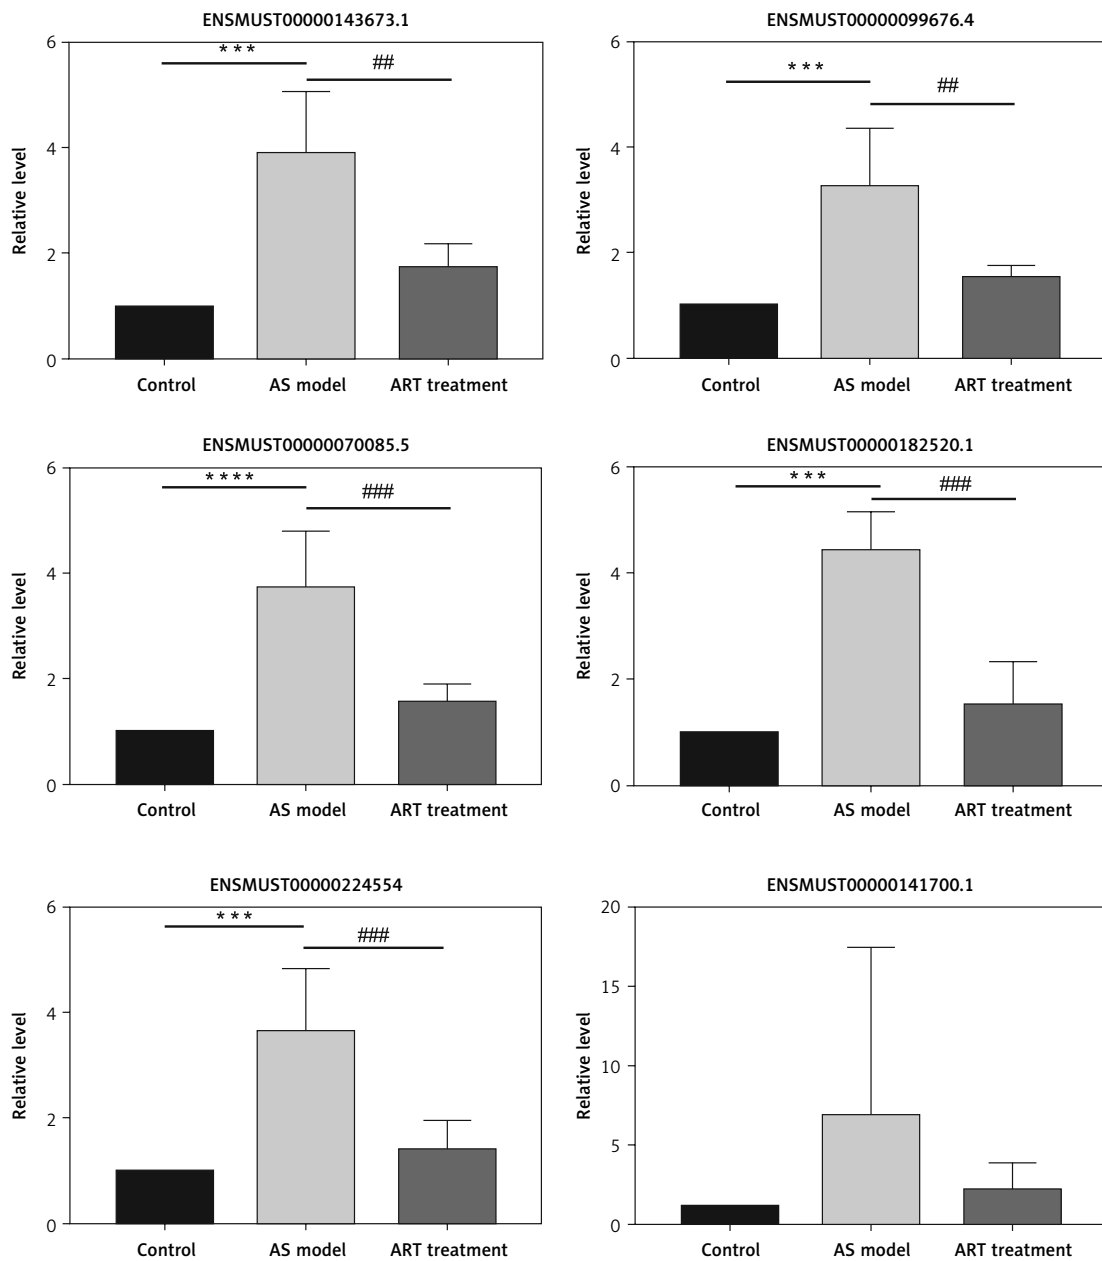 ENSMUST00000143673.1
Relative level
6
4
2
0
***
##
Control AS model ART treatment
ENSMUST00000099676.4
Relative level
6
4
2
0
***
##
Control AS model ART treatment
ENSMUST00000070085.5
Relative level
6
4
2
0
****
###
Control AS model ART treatment
ENSMUST00000182520.1
Relative level
6
4
2
0
***
###
Control AS model ART treatment
ENSMUST00000224554
Relative level
6
4
2
0
***
###
Control AS model ART treatment
ENSMUST00000141700.1
Relative level
20
15
10
5
0
Control AS model ART treatment